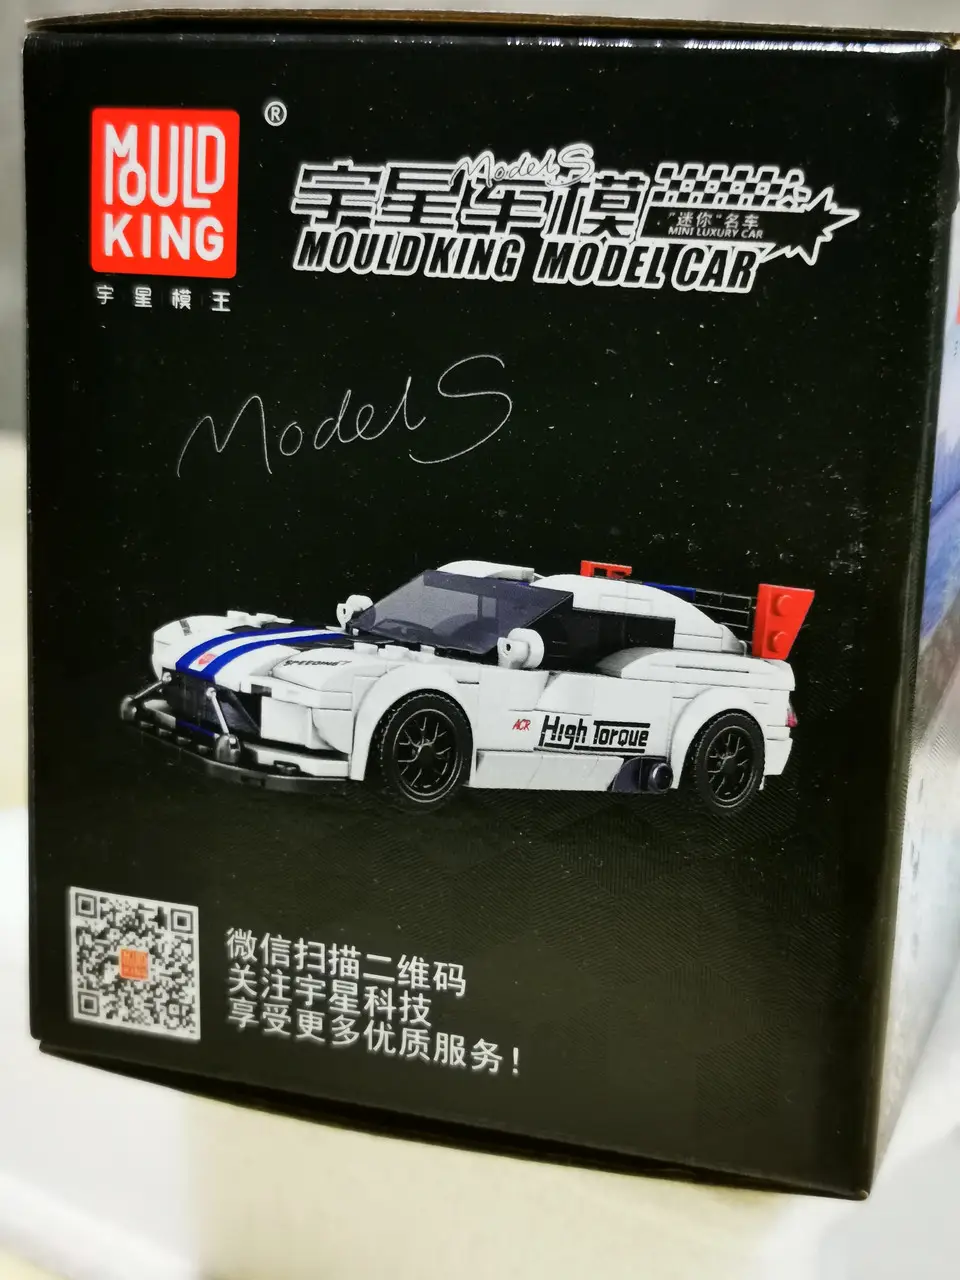 MOULD
KING
®
宇星模王
Model S
宇星车模
"迷你"名车
MINI LUXURY CAR
MOULD KING MODEL CAR
Model S
ACR
High Torque
MOULD
KING
微信扫描二维码
关注宇星科技
享受更多优质服务！